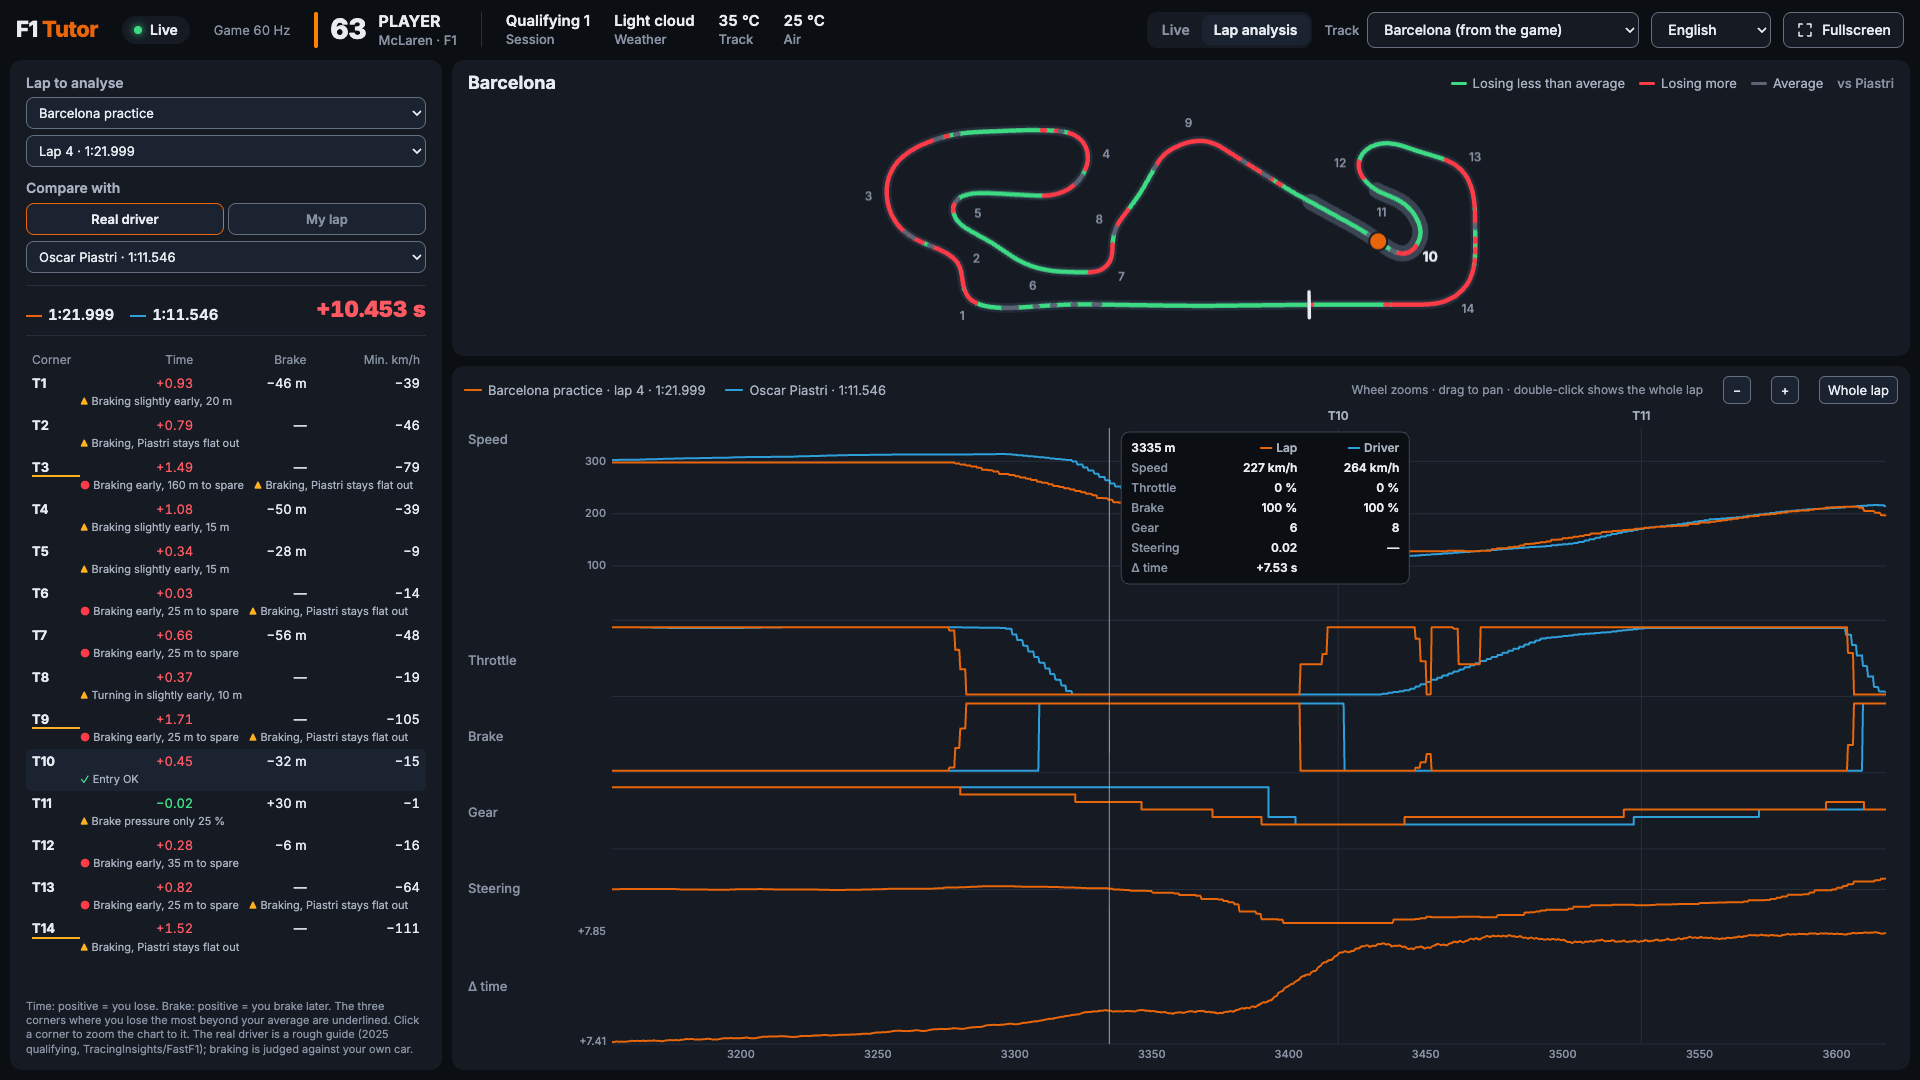 F1 Tutor
Live
Game 60 Hz
63
PLAYER
McLaren · F1
Qualifying 1
Session
Light cloud
Weather
35 °C
Track
25 °C
Air
Live
Lap analysis
Track
Barcelona (from the game)
English
Fullscreen
Lap to analyse
Barcelona practice
Lap 4 · 1:21.999
Compare with
Real driver
My lap
Oscar Piastri · 1:11.546
1:21.999
1:11.546
+10.453 s
Corner Time Brake Min. km/h
T1 +0.93 −46 m −39
Braking slightly early, 20 m
T2 +0.79 — −46
Braking, Piastri stays flat out
T3 +1.49 — −79
Braking early, 160 m to spare Braking, Piastri stays flat out
T4 +1.08 −50 m −39
Braking slightly early, 15 m
T5 +0.34 −28 m −9
Braking slightly early, 15 m
T6 +0.03 — −14
Braking early, 25 m to spare Braking, Piastri stays flat out
T7 +0.66 −56 m −48
Braking early, 25 m to spare
T8 +0.37 — −19
Turning in slightly early, 10 m
T9 +1.71 — −105
Braking early, 25 m to spare Braking, Piastri stays flat out
T10 +0.45 −32 m −15
✓ Entry OK
T11 −0.02 +30 m −1
Brake pressure only 25 %
T12 +0.28 −6 m −16
Braking early, 35 m to spare
T13 +0.82 — −64
Braking early, 25 m to spare Braking, Piastri stays flat out
T14 +1.52 — −111
Braking, Piastri stays flat out
Time: positive = you lose. Brake: positive = you brake later. The three
corners where you lose the most beyond your average are underlined. Click
a corner to zoom the chart to it. The real driver is a rough guide (2025
qualifying, TracingInsights/FastF1); braking is judged against your own car.
Barcelona
Losing less than average
Losing more
Average
vs Piastri
9
4
12
13
3
5
11
8
2
10
7
6
1
14
Barcelona practice · lap 4 · 1:21.999
Oscar Piastri · 1:11.546
Wheel zooms · drag to pan · double-click shows the whole lap
−
+
Whole lap
T10
T11
Speed
300
200
100
3335 m Lap Driver
Speed 227 km/h 264 km/h
Throttle 0 % 0 %
Brake 100 % 100 %
Gear 6 8
Steering 0.02 —
Δ time +7.53 s
Throttle
Brake
Gear
Steering
+7.85
Δ time
+7.41
3200 3250 3300 3350 3400 3450 3500 3550 3600